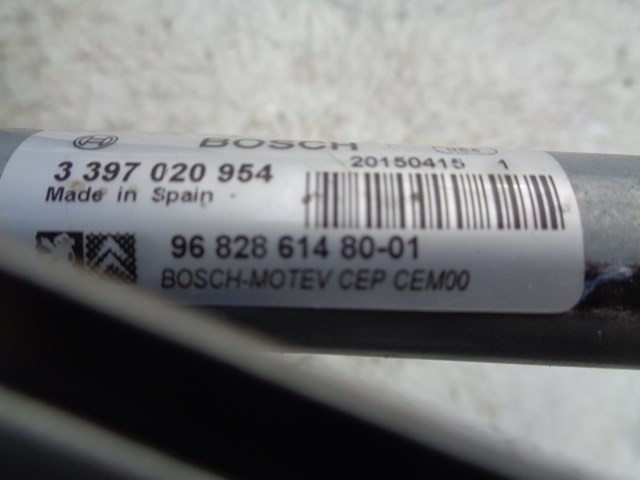 BOSCH
3 397 020 954
20150415 1
Made in Spain
96 828 614 80-01
BOSCH-MOTEV CEP CEM00